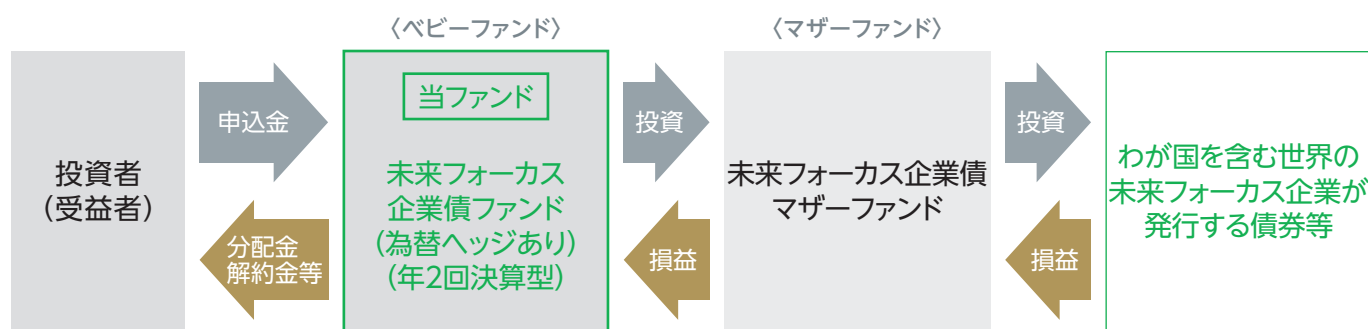 〈ベビーファンド〉
〈マザーファンド〉
投資者
(受益者)
申込金
分配金
解約金等
当ファンド
未来フォーカス
企業債ファンド
(為替ヘッジあり)
(年2回決算型)
投資
損益
未来フォーカス企業債
マザーファンド
投資
損益
わが国を含む世界の
未来フォーカス企業が
発行する債券等